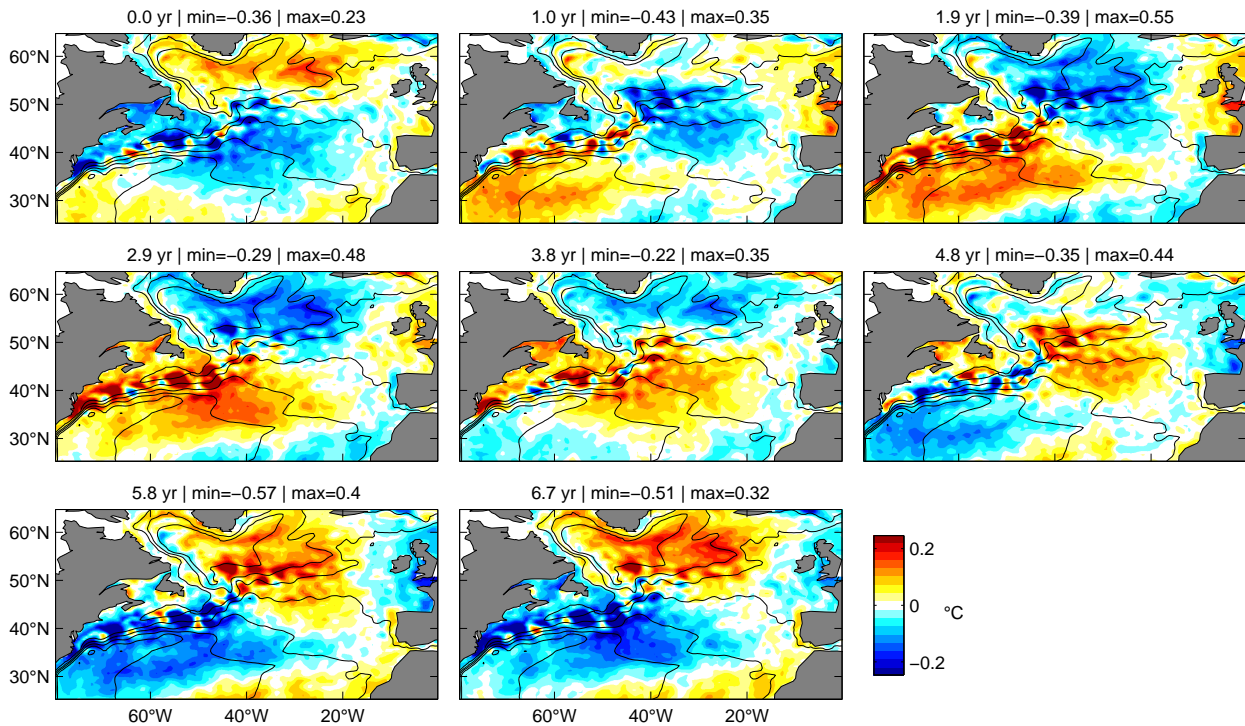 0.0 yr | min=−0.36 | max=0.23
1.0 yr | min=−0.43 | max=0.35
1.9 yr | min=−0.39 | max=0.55
60°N
50°N
40°N
30°N
2.9 yr | min=−0.29 | max=0.48
3.8 yr | min=−0.22 | max=0.35
4.8 yr | min=−0.35 | max=0.44
60°N
50°N
40°N
30°N
5.8 yr | min=−0.57 | max=0.4
6.7 yr | min=−0.51 | max=0.32
60°N
50°N
40°N
30°N
60°W 40°W 20°W
60°W 40°W 20°W
0.2
0
−0.2
°C